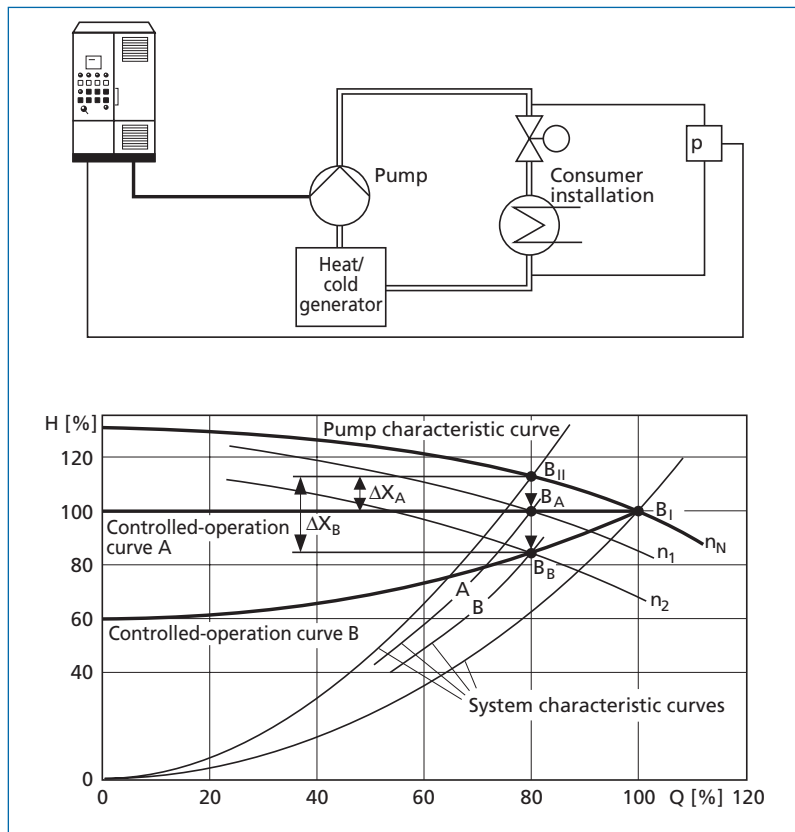 Pump
Consumer
installation
p
Heat/
cold
generator
H [%]
120
100
80
60
40
20
0
0
20
40
60
80
100
Q [%]
120
Pump characteristic curve
B_II
B_A
B_I
ΔX_A
ΔX_B
Controlled-operation
curve A
n_N
n_1
B_B
A
B
n_2
Controlled-operation curve B
System characteristic curves